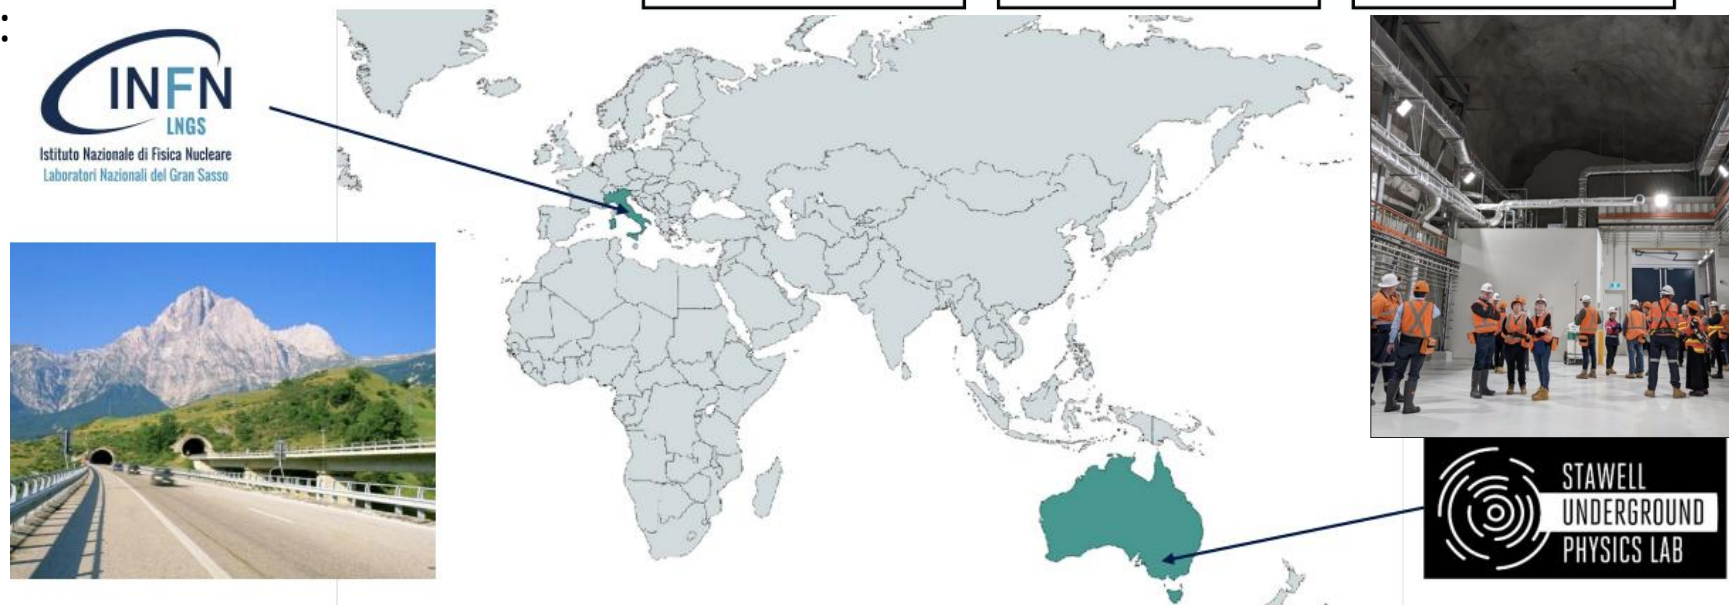 INFN
LNGS
Istituto Nazionale di Fisica Nucleare
Laboratori Nazionali del Gran Sasso
STAWELL
UNDERGROUND
PHYSICS LAB